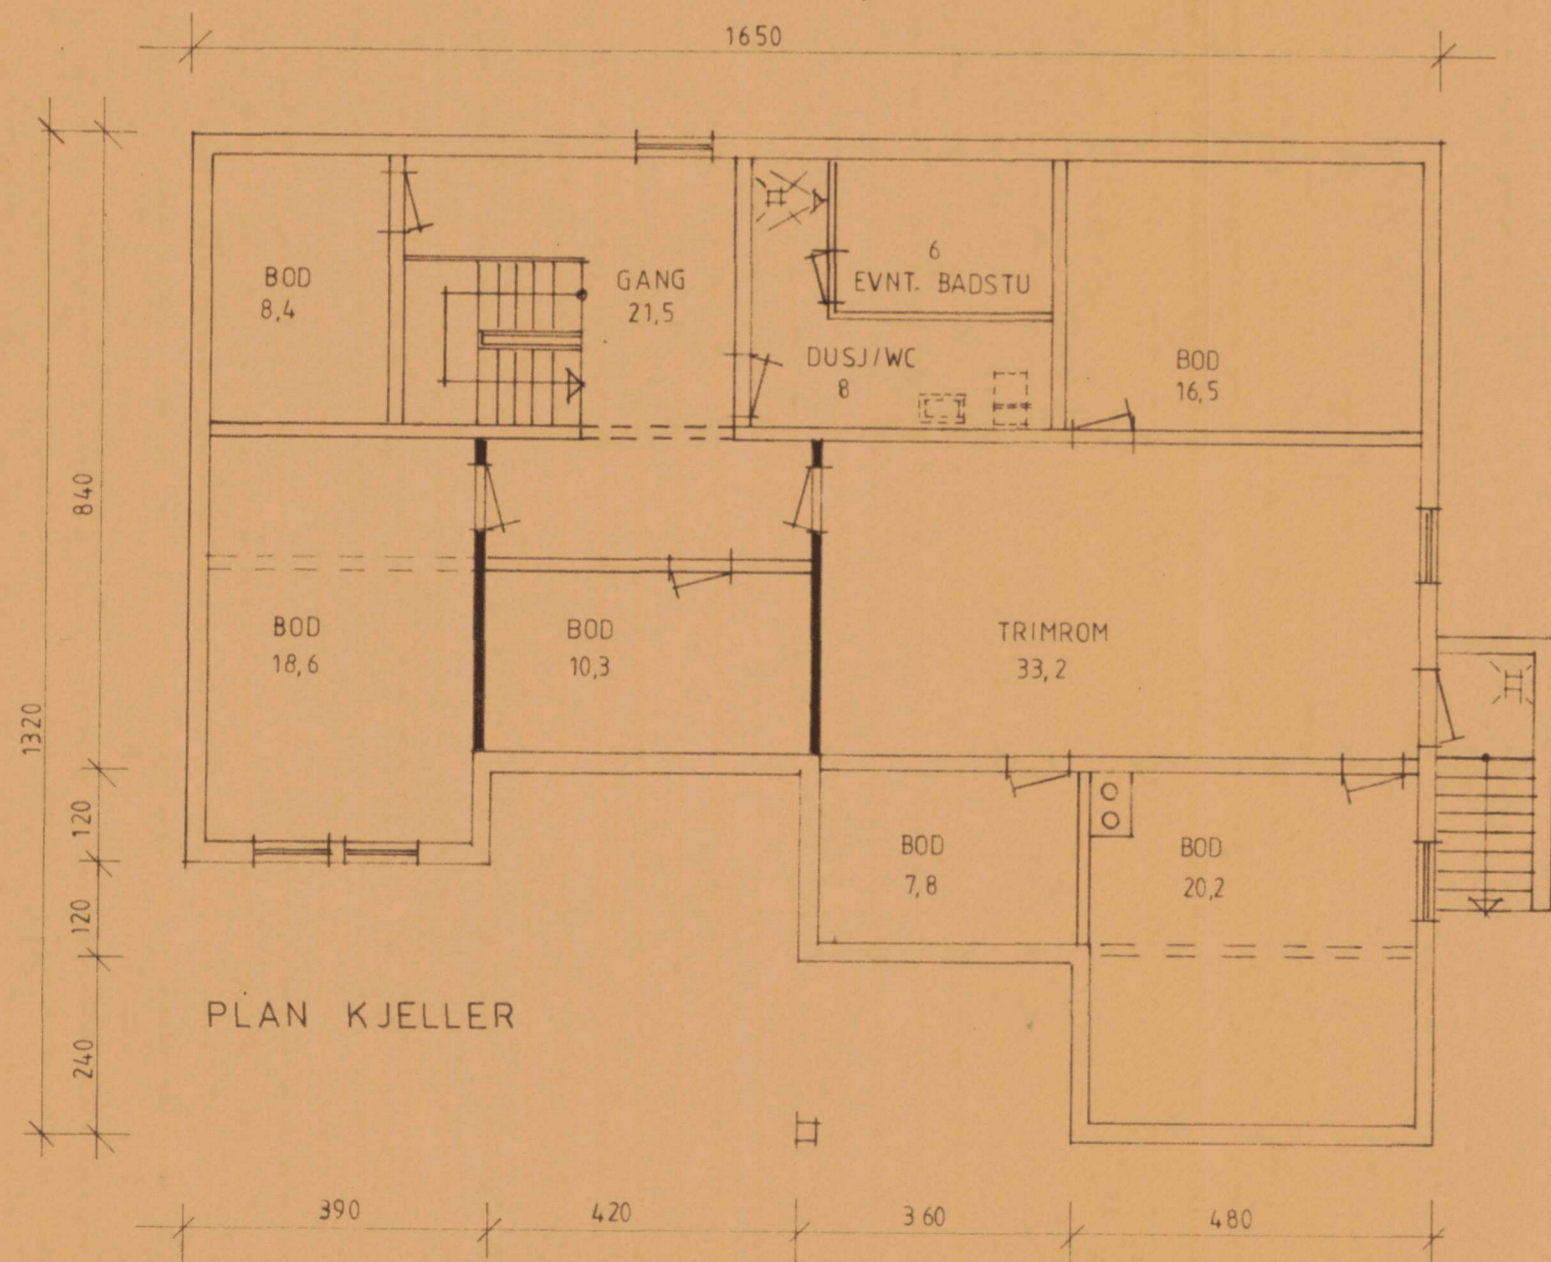 1650
BOD
8,4
GANG
21,5
6
EVNT. BADSTU
DUSJ/WC
8
BOD
16,5
840
BOD
18,6
BOD
10,3
TRIMROM
33,2
1320
120
BOD
7,8
BOD
20,2
120
PLAN KJELLER
240
390
420
360
480